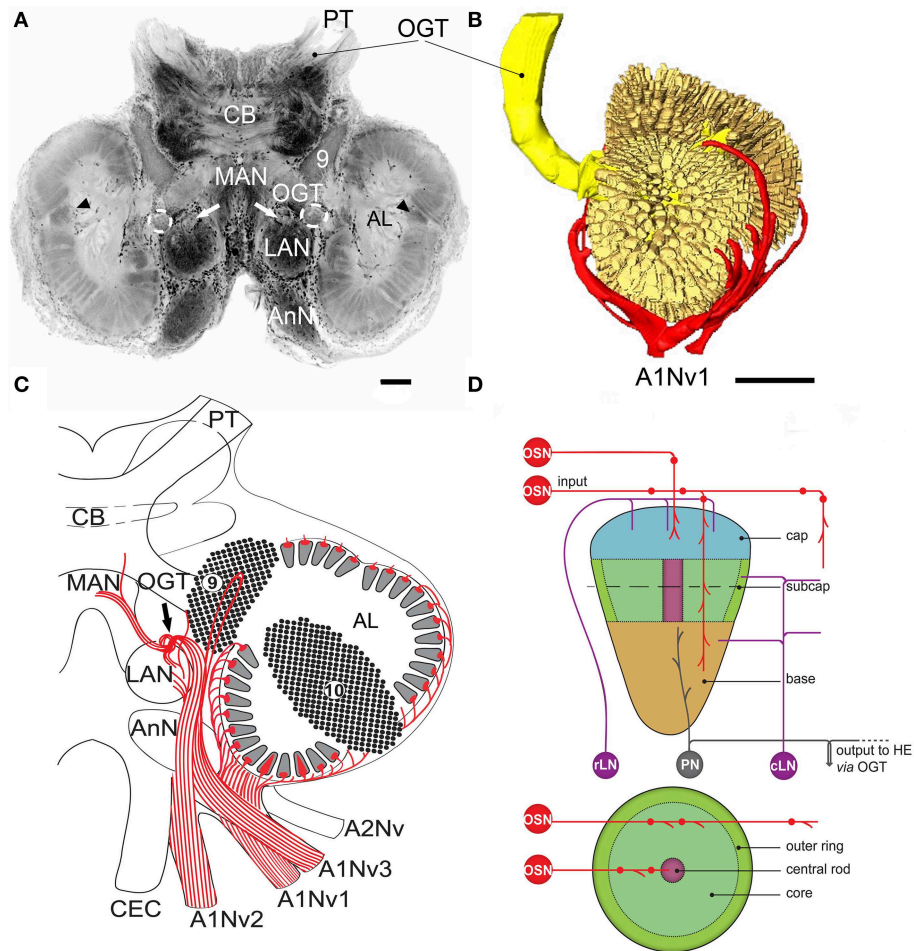 A
PT
OGT
CB
9
MAN
OGT
AL
LAN
AnN
B
A1Nv1
C
PT
CB
MAN
OGT
9
AL
LAN
10
AnN
A2Nv
A1Nv3
A1Nv1
CEC
A1Nv2
D
OSN
OSN
input
cap
subcap
base
rLN
PN
cLN
output to HE
via OGT
OSN
outer ring
OSN
central rod
core